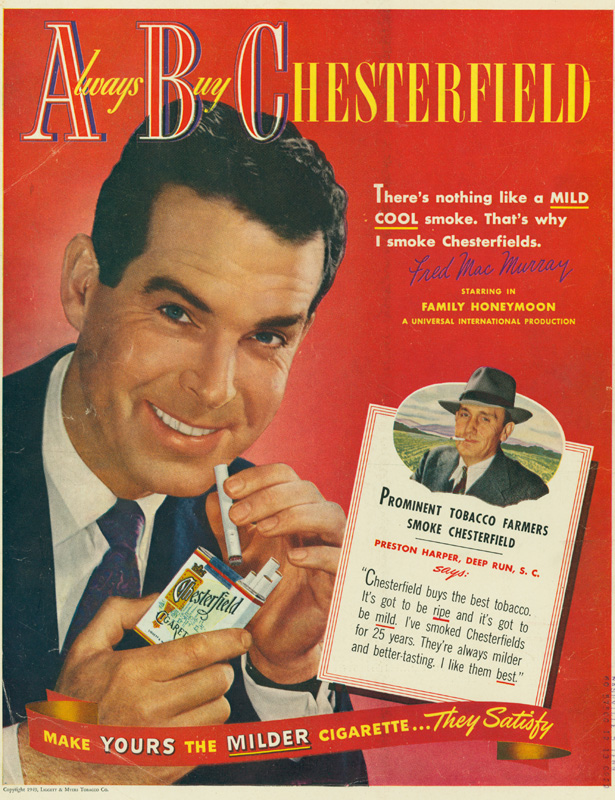 Always Buy CHESTERFIELD
There's nothing like a MILD
COOL smoke. That's why
I smoke Chesterfields.
Fred MacMurray
STARRING IN
FAMILY HONEYMOON
A UNIVERSAL INTERNATIONAL PRODUCTION
PROMINENT TOBACCO FARMERS
SMOKE CHESTERFIELD
PRESTON HARPER, DEEP RUN, S. C.
says:
"Chesterfield buys the best tobacco.
It's got to be ripe and it's got to
be mild. I've smoked Chesterfields
for 25 years. They're always milder
and better-tasting. I like them best."
Chesterfield
CIGARET
MAKE YOURS THE MILDER CIGARETTE...They Satisfy
Liggett & Myers Tobacco Co.